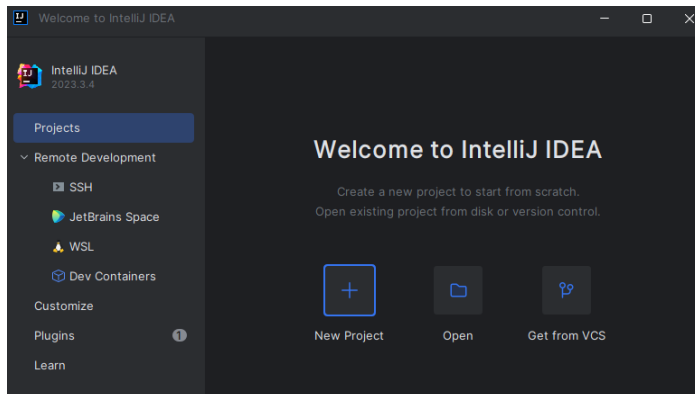 Welcome to IntelliJ IDEA
IntelliJ IDEA
2023.3.4
Projects
Remote Development
SSH
JetBrains Space
WSL
Dev Containers
Customize
Plugins 1
Learn
Welcome to IntelliJ IDEA
Create a new project to start from scratch.
Open existing project from disk or version control.
New Project Open Get from VCS